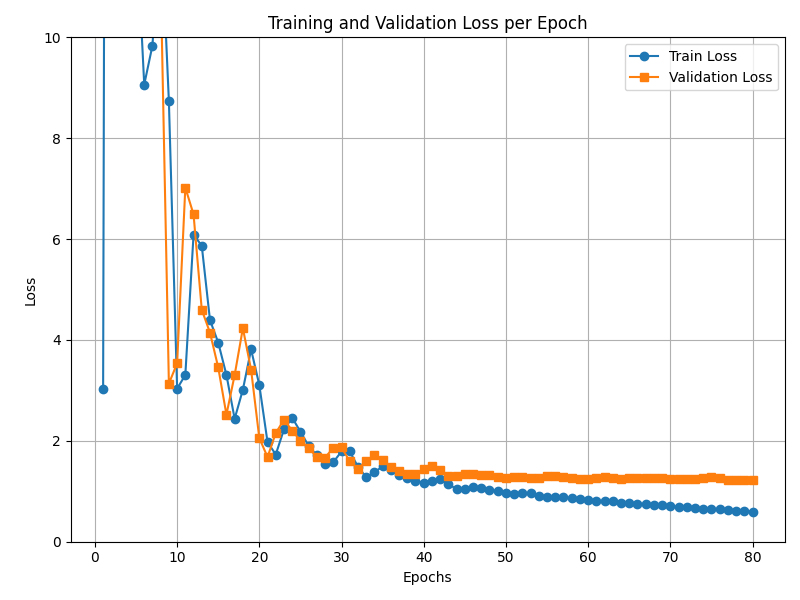 Training and Validation Loss per Epoch
Train Loss
Validation Loss
Loss
10
8
6
4
2
0
0 10 20 30 40 50 60 70 80
Epochs